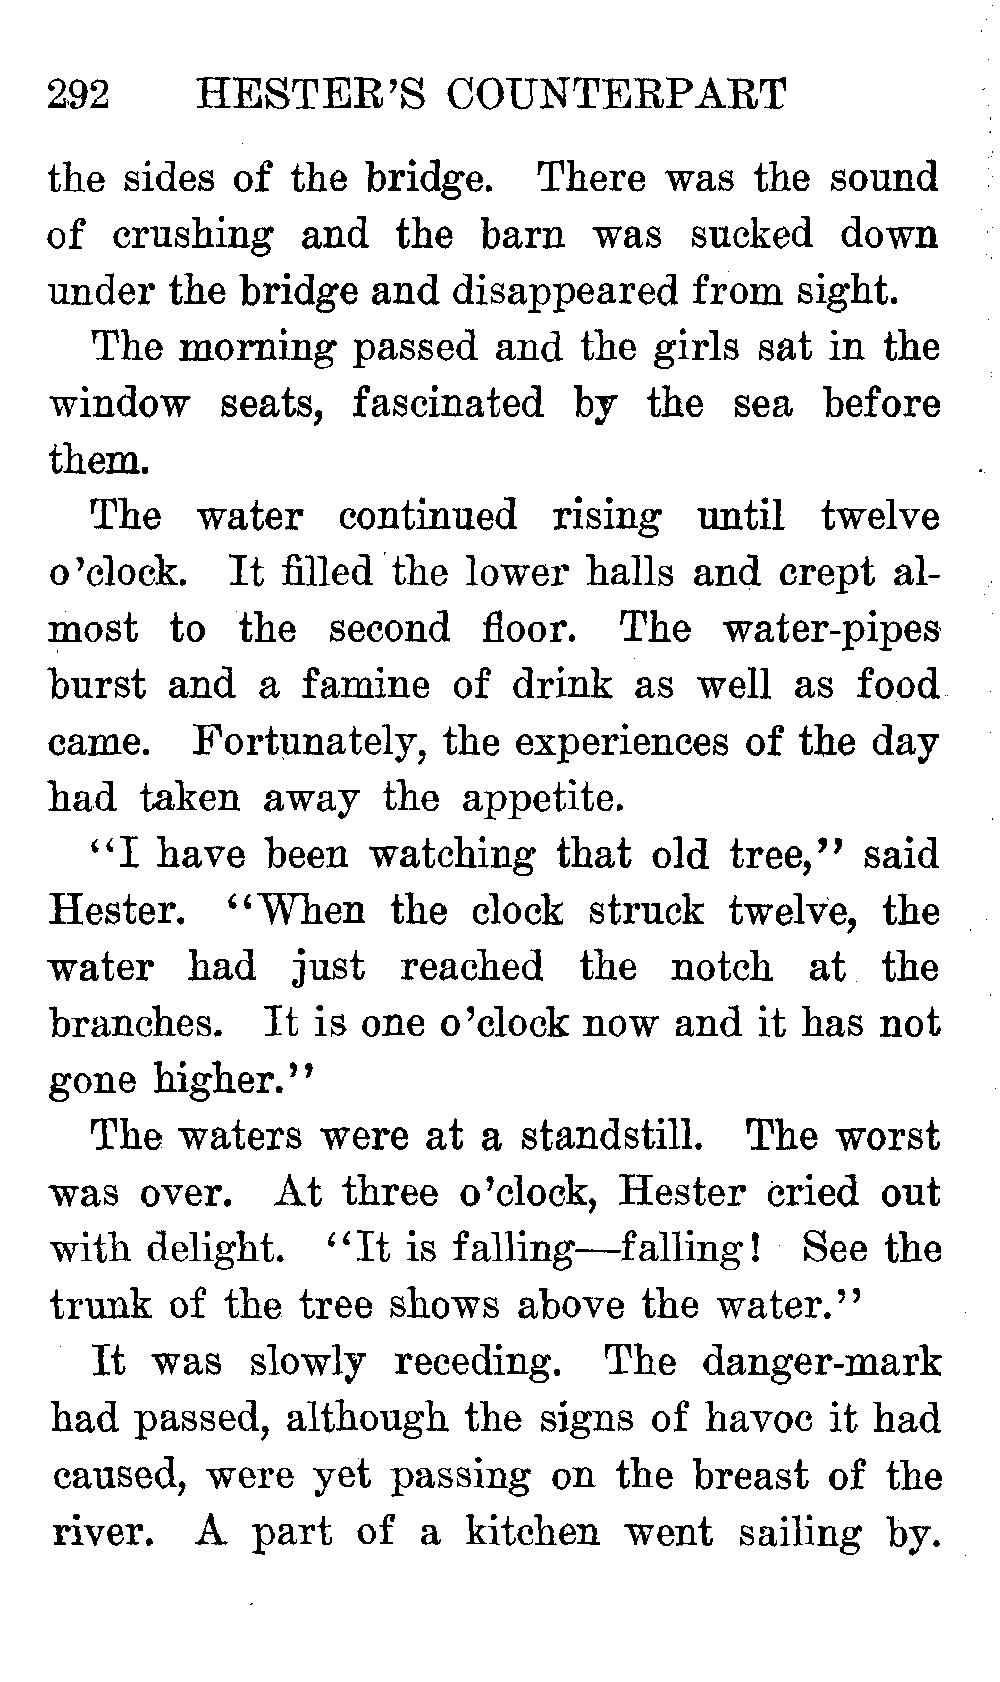 292 HESTER'S COUNTERPART
the sides of the bridge. There was the sound
of crushing and the barn was sucked down
under the bridge and disappeared from sight.
The morning passed and the girls sat in the
window seats, fascinated by the sea before
them.
The water continued rising until twelve
o'clock. It filled the lower halls and crept al-
most to the second floor. The water-pipes
burst and a famine of drink as well as food
came. Fortunately, the experiences of the day
had taken away the appetite.
"I have been watching that old tree," said
Hester. "When the clock struck twelve, the
water had just reached the notch at the
branches. It is one o'clock now and it has not
gone higher."
The waters were at a standstill. The worst
was over. At three o'clock, Hester cried out
with delight. "It is falling—falling! See the
trunk of the tree shows above the water."
It was slowly receding. The danger-mark
had passed, although the signs of havoc it had
caused, were yet passing on the breast of the
river. A part of a kitchen went sailing by.